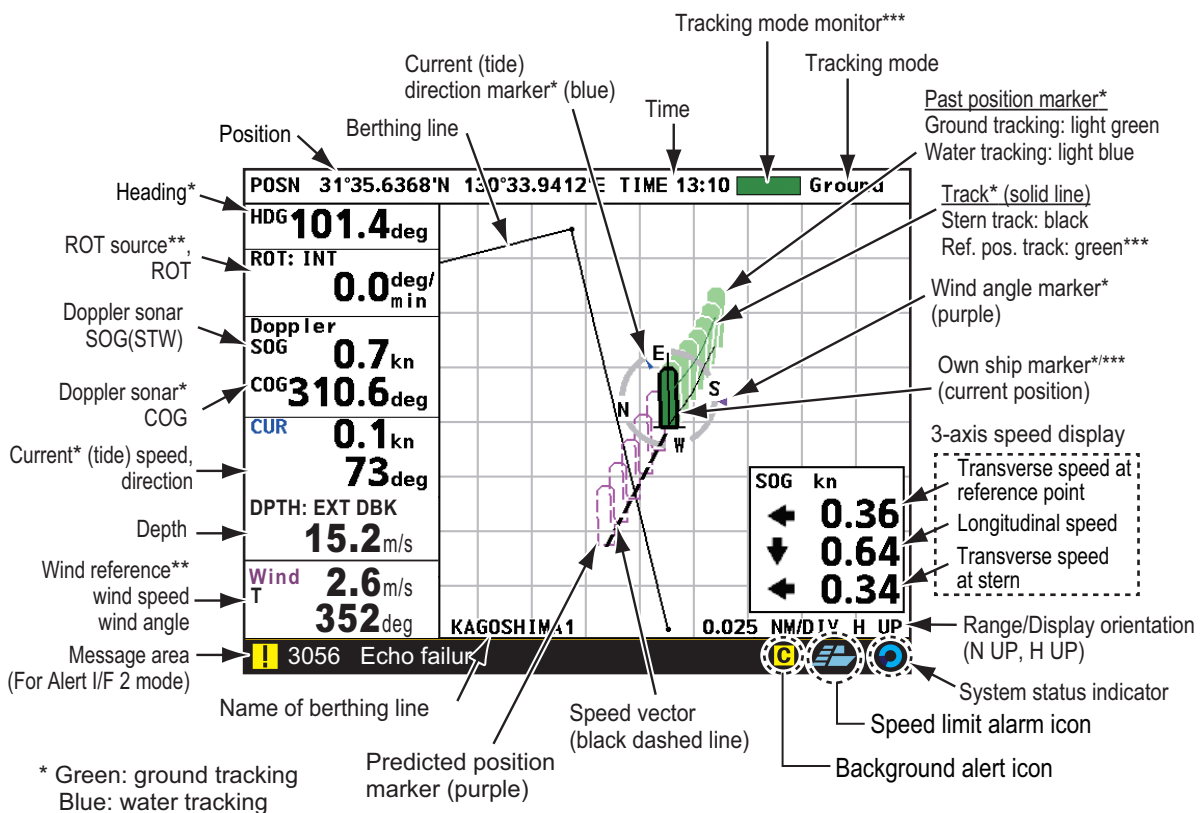 Tracking mode monitor***
Tracking mode
Current (tide)
direction marker* (blue)
Time
Position
Berthing line
Past position marker*
Ground tracking: light green
Water tracking: light blue
Heading*
Track* (solid line)
Stern track: black
Ref. pos. track: green***
ROT source**,
ROT
Wind angle marker*
(purple)
Doppler sonar
SOG(STW)
Own ship marker*/***
(current position)
Doppler sonar*
COG
3-axis speed display
Transverse speed at
reference point
Longitudinal speed
Transverse speed
at stern
Current* (tide) speed,
direction
Depth
Wind reference**
wind speed
wind angle
Message area
(For Alert I/F 2 mode)
Range/Display orientation
(N UP, H UP)
System status indicator
Speed limit alarm icon
Background alert icon
Name of berthing line
Speed vector
(black dashed line)
Predicted position
marker (purple)
POSN 31°35.6368'N 130°33.9412'E TIME 13:10 Ground
HDG 101.4 deg
ROT: INT
0.0 deg/
min
Doppler
SOG 0.7 kn
COG 310.6 deg
CUR 0.1 kn
73 deg
DPTH: EXT DBK
15.2 m/s
Wind 2.6 m/s
T
352 deg
E
S
N
W
SOG kn
0.36
0.64
0.34
KAGOSHIMA1 0.025 NM/DIV H UP
! 3056 Echo failur
C
* Green: ground tracking
Blue: water tracking